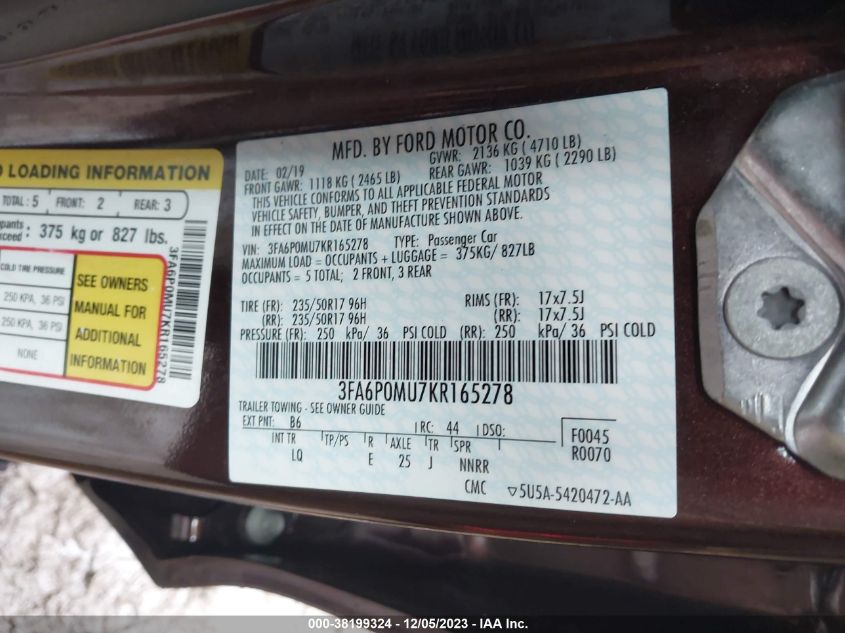 O LOADING INFORMATION
TOTAL : 5 FRONT: 2 REAR: 3
pants
xceed : 375 kg or 827 lbs.
COLD TIRE PRESSURE
250 KPA, 36 PSI
250 KPA, 36 PSI
NONE
SEE OWNERS
MANUAL FOR
ADDITIONAL
INFORMATION
3FA6P0MU7KR165278
MFD. BY FORD MOTOR CO.
DATE: 02/19 GVWR: 2136 KG ( 4710 LB)
FRONT GAWR: 1118 KG ( 2465 LB) REAR GAWR: 1039 KG ( 2290 LB)
THIS VEHICLE CONFORMS TO ALL APPLICABLE FEDERAL MOTOR
VEHICLE SAFETY, BUMPER, AND THEFT PREVENTION STANDARDS
IN EFFECT ON THE DATE OF MANUFACTURE SHOWN ABOVE.
VIN: 3FA6P0MU7KR165278 TYPE: Passenger Car
MAXIMUM LOAD = OCCUPANTS + LUGGAGE = 375KG/ 827LB
OCCUPANTS = 5 TOTAL; 2 FRONT, 3 REAR
TIRE (FR): 235/50R17 96H RIMS (FR): 17x7.5J
(RR): 235/50R17 96H (RR): 17x7.5J
PRESSURE (FR): 250 kPa/ 36 PSI COLD (RR): 250 kPa/ 36 PSI COLD
3FA6P0MU7KR165278
TRAILER TOWING - SEE OWNER GUIDE
EXT PNT: B6 RC: 44 DSO: F0045
INT TR TP/PS R AXLE TR SPR R0070
LQ E 25 J NNRR
CMC ▽5U5A-5420472-AA
000-38199324 - 12/05/2023 - IAA Inc.